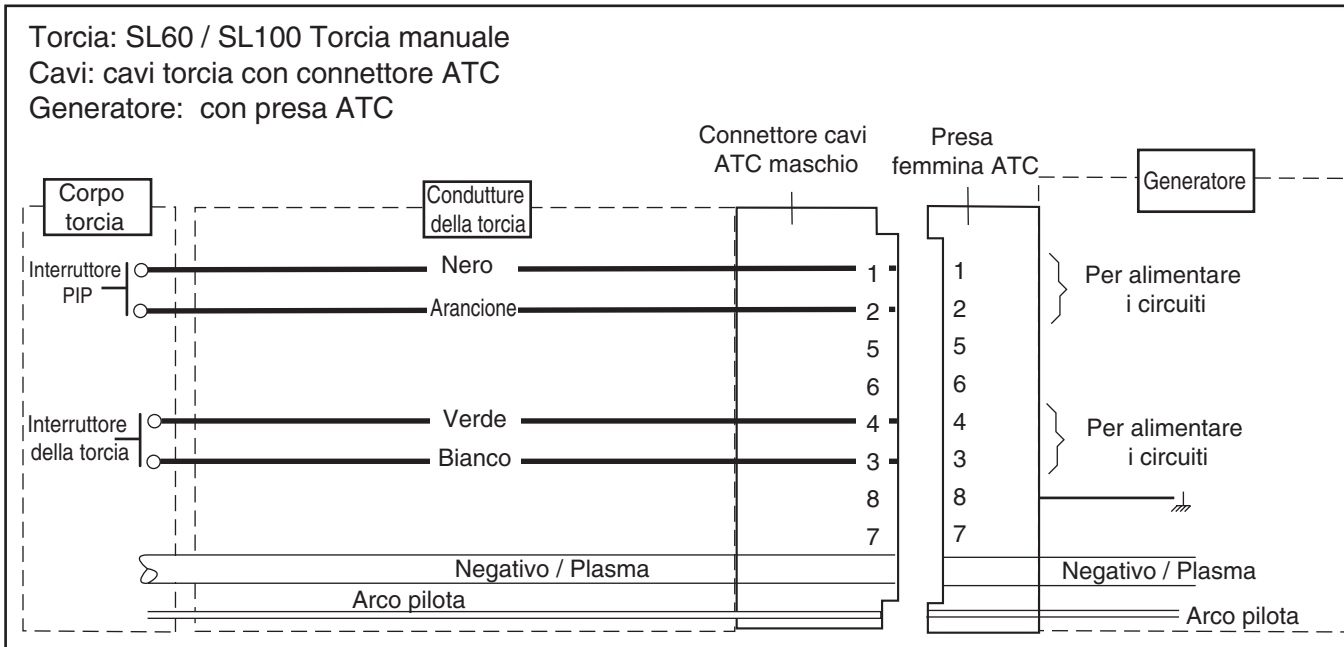 Torcia: SL60 / SL100 Torcia manuale
Cavi: cavi torcia con connettore ATC
Generatore: con presa ATC
Connettore cavi
ATC maschio
Presa
femmina ATC
Corpo
torcia
Condutture
della torcia
Generatore
Interruttore
PIP
Nero
Arancione
1
2
5
6
4
3
8
7
1
2
5
6
4
3
8
7
Per alimentare
i circuiti
Interruttore
della torcia
Verde
Bianco
Per alimentare
i circuiti
Negativo / Plasma
Negativo / Plasma
Arco pilota
Arco pilota